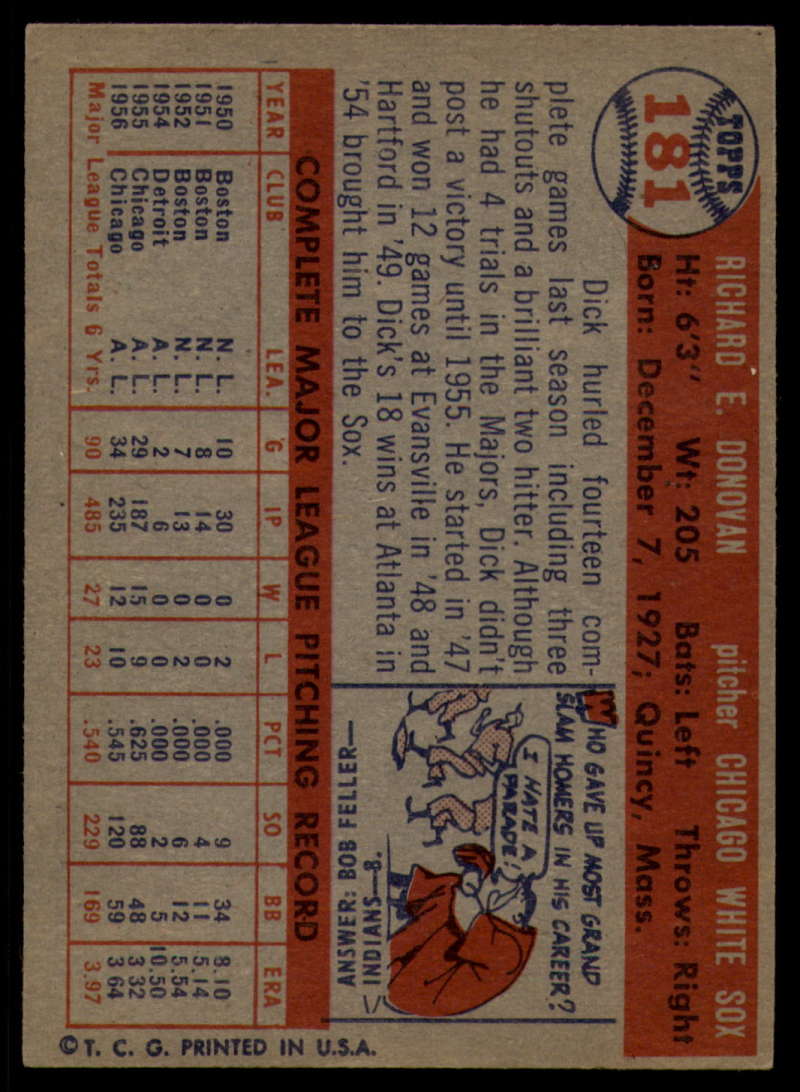 TOPPS
181
RICHARD E. DONOVAN pitcher CHICAGO WHITE SOX
Ht: 6'3" Wt: 205 Bats: Left Throws: Right
Born: December 7, 1927; Quincy, Mass.
Dick hurled fourteen com-
plete games last season including three
shutouts and a brilliant two hitter. Although
he had 4 trials in the Majors, Dick didn't
post a victory until 1955. He started in '47
and won 12 games at Evansville in '48 and
Hartford in '49. Dick's 18 wins at Atlanta in
'54 brought him to the Sox.
WHO GAVE UP MOST GRAND
SLAM HOMERS IN HIS CAREER?
I HATE A
PARADE!
ANSWER: BOB FELLER—
INDIANS—8.
COMPLETE MAJOR LEAGUE PITCHING RECORD
YEAR CLUB LEA. G IP W L PCT SO BB ERA
1950 Boston N. L. 10 30 0 2 .000 9 34 8.10
1951 Boston N. L. 8 14 0 0 .000 4 11 5.14
1952 Boston N. L. 7 13 0 2 .000 6 12 5.54
1954 Detroit A. L. 2 6 0 0 .000 2 5 10.50
1955 Chicago A. L. 29 187 15 9 .625 88 48 3.32
1956 Chicago A. L. 34 235 12 10 .545 120 59 3.64
Major League Totals 6 Yrs. 90 485 27 23 .540 229 169 3.97
© T. C. G. PRINTED IN U.S.A.